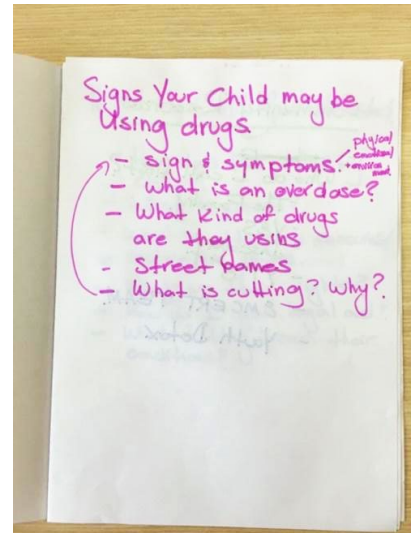 Signs Your Child may be
Using drugs
- sign & symptoms. physical
emotional
- What is an overdose?
- What kind of drugs
are they using
- Street names
- What is cutting? Why?